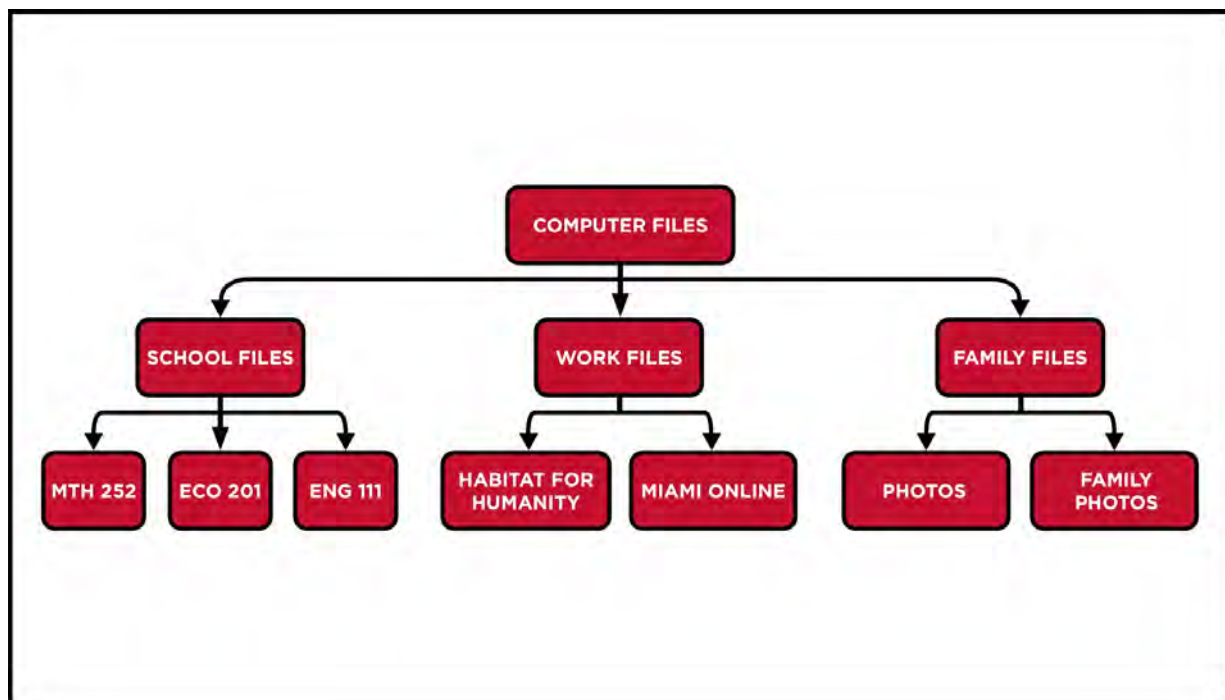 COMPUTER FILES
SCHOOL FILES
WORK FILES
FAMILY FILES
MTH 252
ECO 201
ENG 111
HABITAT FOR
HUMANITY
MIAMI ONLINE
PHOTOS
FAMILY
PHOTOS